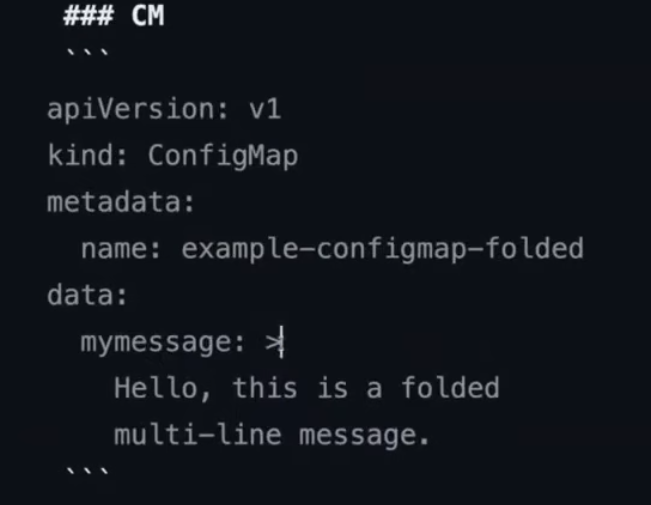 ### CM
```
apiVersion: v1
kind: ConfigMap
metadata:
  name: example-configmap-folded
data:
  mymessage: >
    Hello, this is a folded
    multi-line message.
```